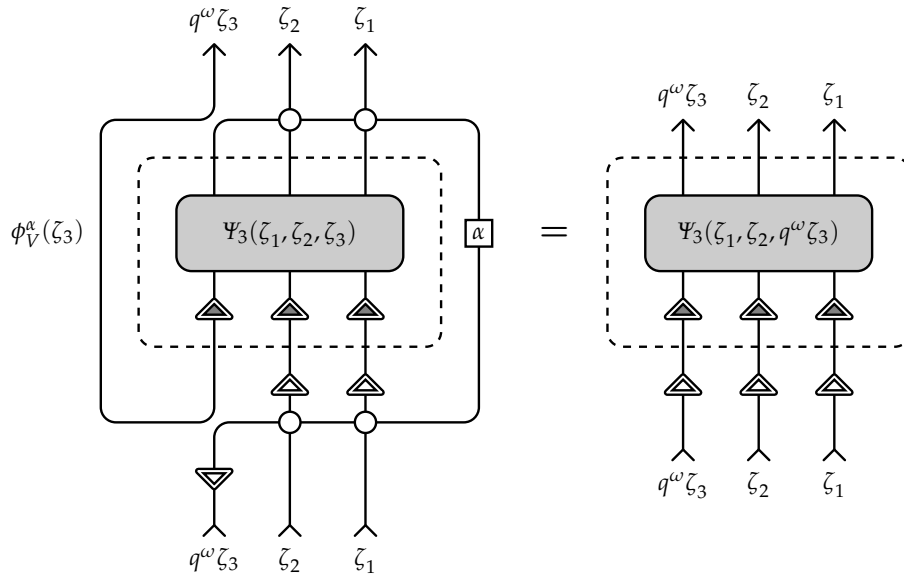 q^ω ζ_3 ζ_2 ζ_1
q^ω ζ_3 ζ_2 ζ_1
ϕ_V^α(ζ_3) Ψ_3(ζ_1, ζ_2, ζ_3) α = Ψ_3(ζ_1, ζ_2, q^ω ζ_3)
q^ω ζ_3 ζ_2 ζ_1
q^ω ζ_3 ζ_2 ζ_1